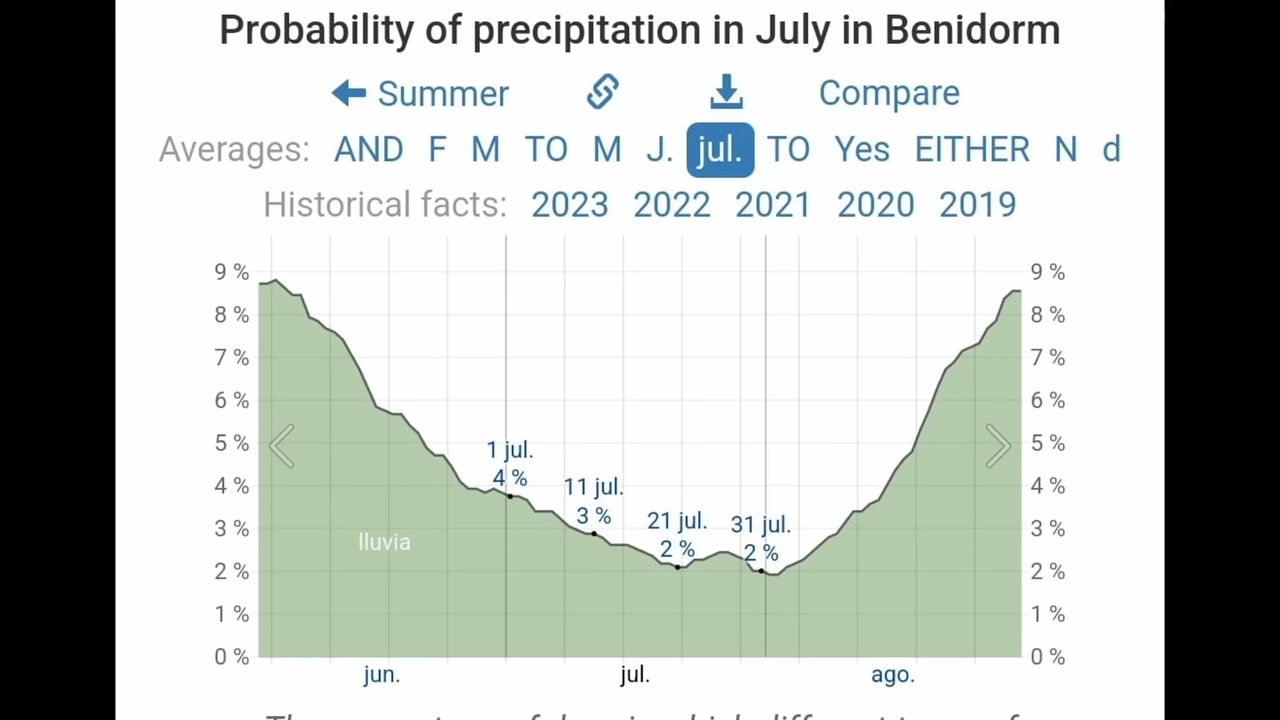 Probability of precipitation in July in Benidorm
Summer Compare
Averages: AND F M TO M J. jul. TO Yes EITHER N d
Historical facts: 2023 2022 2021 2020 2019
9 % 9 %
8 % 8 %
7 % 7 %
6 % 6 %
5 % 5 %
1 jul.
4 % 4 % 4 %
11 jul.
3 %
21 jul. 31 jul.
3 % 3 %
2 % 2 %
2 % 2 %
1 % 1 %
lluvia
0 % 0 %
jun. jul. ago.